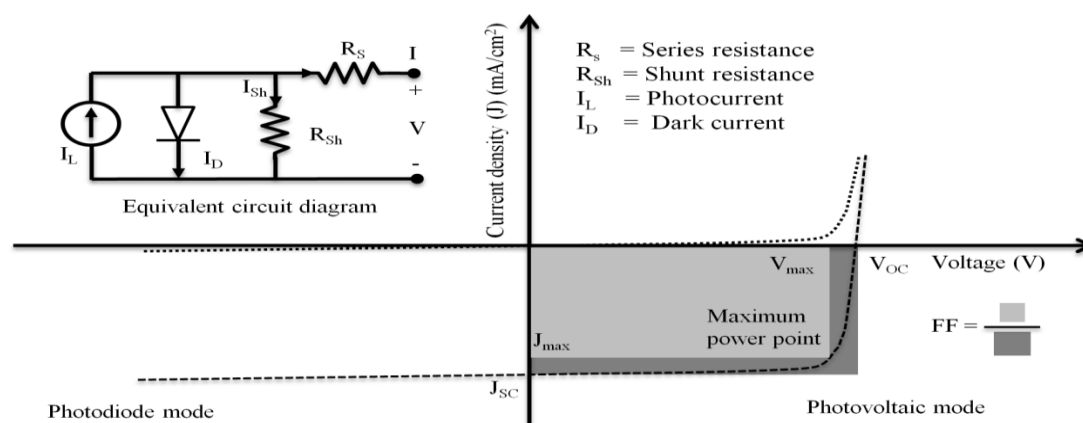 R_S
I
I_Sh
+
R_Sh
V
I_L
I_D
-
Equivalent circuit diagram
Current density (J) (mA/cm²)
R_s = Series resistance
R_Sh = Shunt resistance
I_L = Photocurrent
I_D = Dark current
V_max
V_OC
Voltage (V)
Maximum
power point
J_max
FF =
J_SC
Photodiode mode
Photovoltaic mode